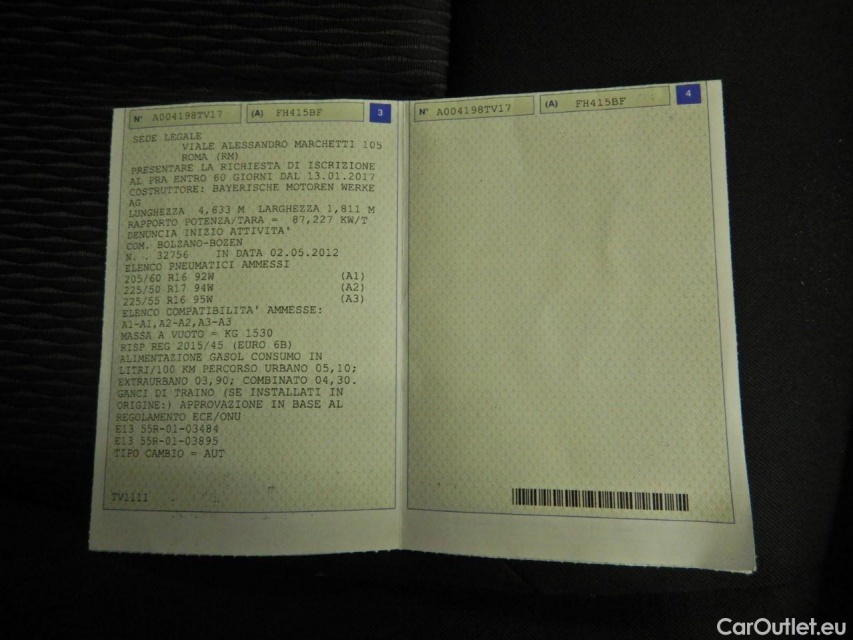 N° A004198TV17 (A) FH415BF 3
SEDE LEGALE
VIALE ALESSANDRO MARCHETTI 105
ROMA (RM)
PRESENTARE LA RICHIESTA DI ISCRIZIONE
AL PRA ENTRO 60 GIORNI DAL 13.01.2017
COSTRUTTORE: BAYERISCHE MOTOREN WERKE
AG
LUNGHEZZA 4,633 M LARGHEZZA 1,811 M
RAPPORTO POTENZA/TARA = 87,227 KW/T
DENUNCIA INIZIO ATTIVITA'
COM. BOLZANO-BOZEN
N. . 32756 IN DATA 02.05.2012
ELENCO PNEUMATICI AMMESSI
205/60 R16 92W (A1)
225/50 R17 94W (A2)
225/55 R16 95W (A3)
ELENCO COMPATIBILITA' AMMESSE:
A1-A1,A2-A2,A3-A3
MASSA A VUOTO = KG 1530
RISP REG 2015/45 (EURO 6B)
ALIMENTAZIONE GASOL CONSUMO IN
LITRI/100 KM PERCORSO URBANO 05,10;
EXTRAURBANO 03,90; COMBINATO 04,30.
GANCI DI TRAINO (SE INSTALLATI IN
ORIGINE:) APPROVAZIONE IN BASE AL
REGOLAMENTO ECE/ONU
E13 55R-01-03484
E13 55R-01-03895
TIPO CAMBIO = AUT
TV1111
N° A004198TV17 (A) FH415BF 4
CarOutlet.eu